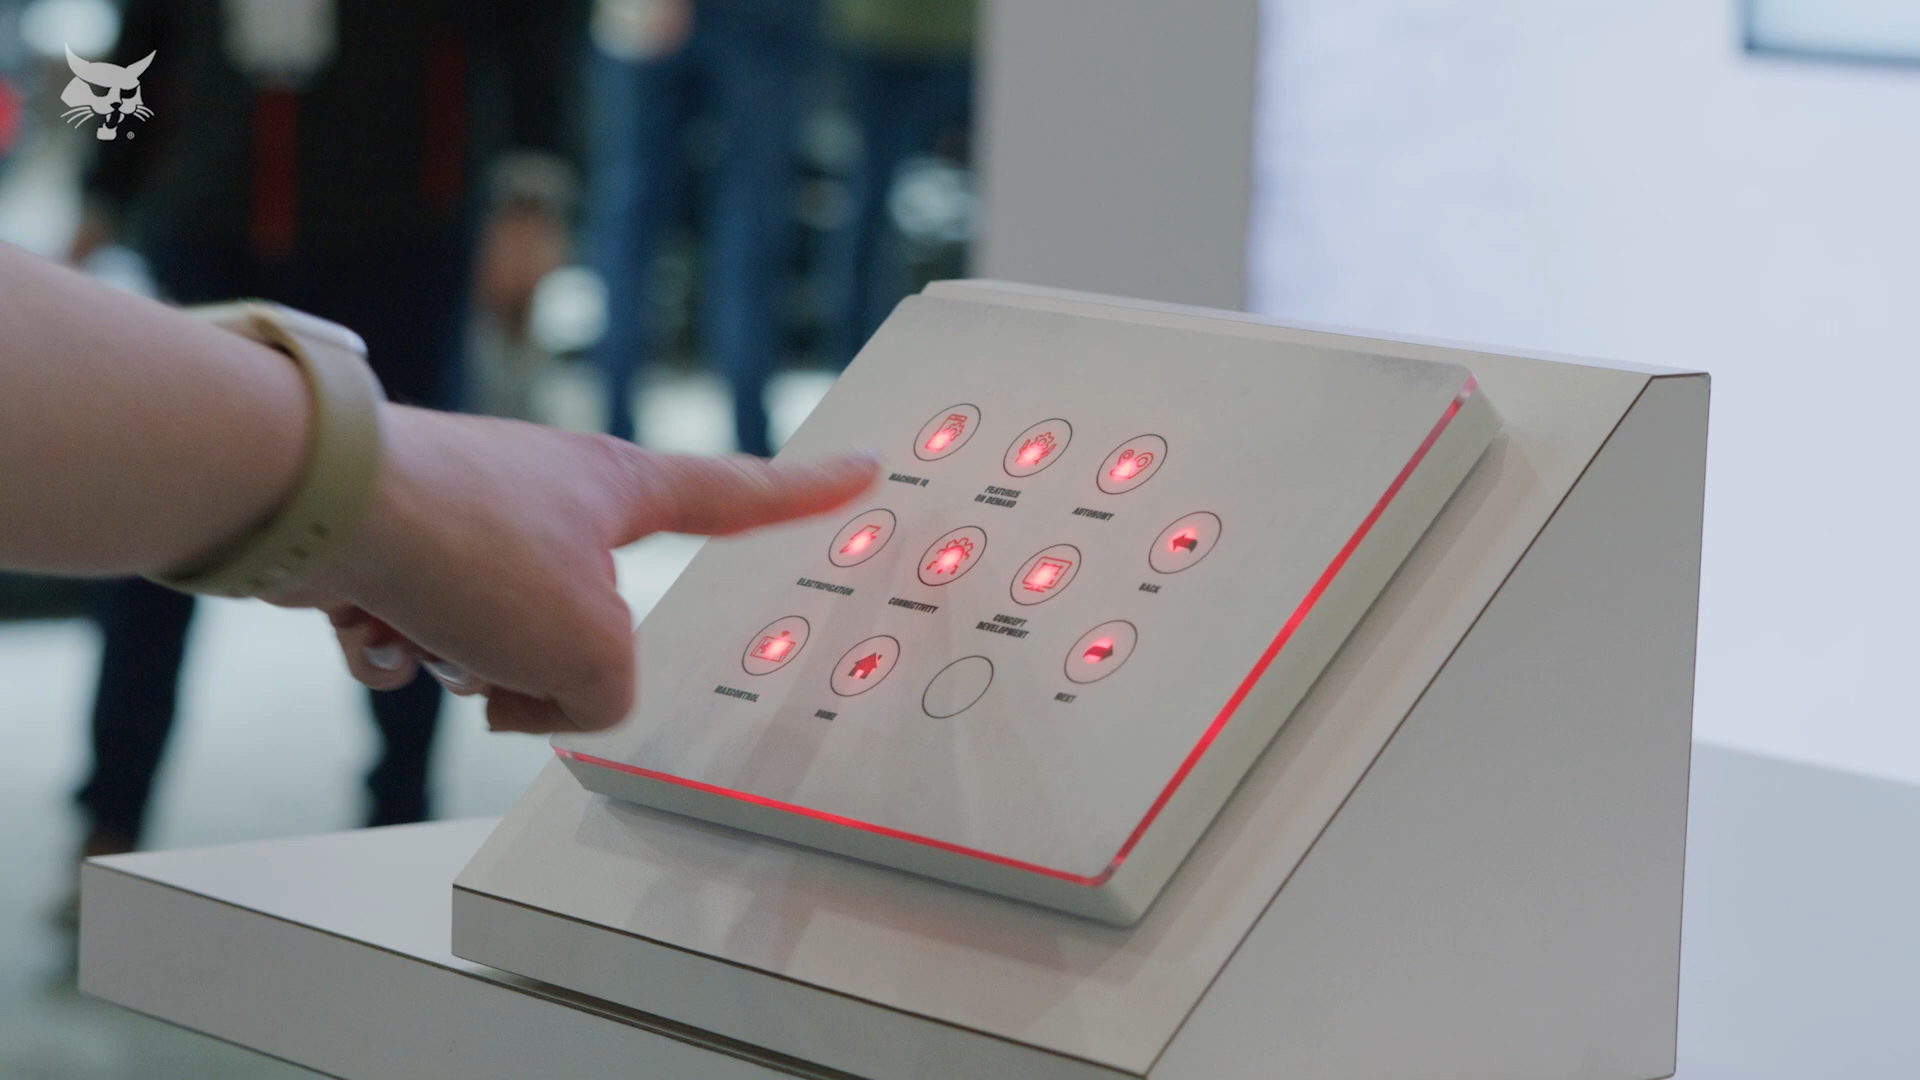 MACHINE IQ
FEATURES
ON DEMAND
AUTONOMY
BACK
ELECTRIFICATION
CONNECTIVITY
CONCEPT
DEVELOPMENT
NEXT
MAXCONTROL
HOME
®